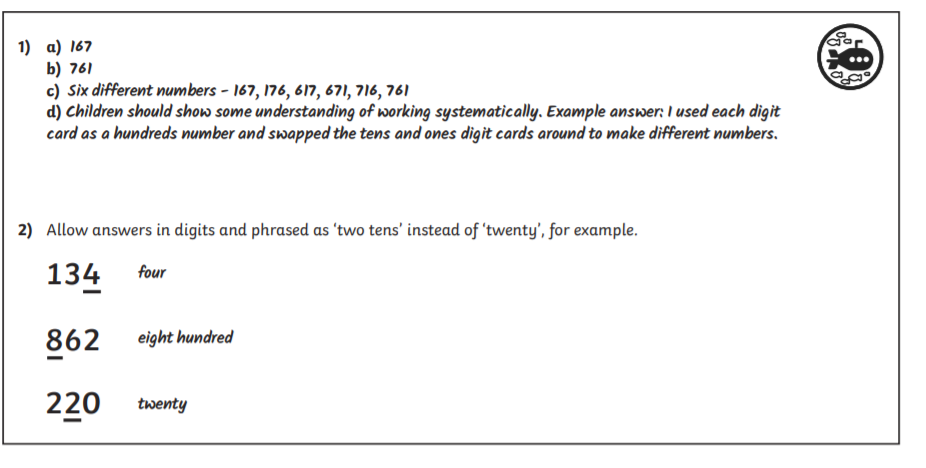 1) a) 167
b) 761
c) Six different numbers – 167, 176, 617, 671, 716, 761
d) Children should show some understanding of working systematically. Example answer: I used each digit
card as a hundreds number and swapped the tens and ones digit cards around to make different numbers.
2) Allow answers in digits and phrased as ‘two tens’ instead of ‘twenty’, for example.
134 four
862 eight hundred
220 twenty